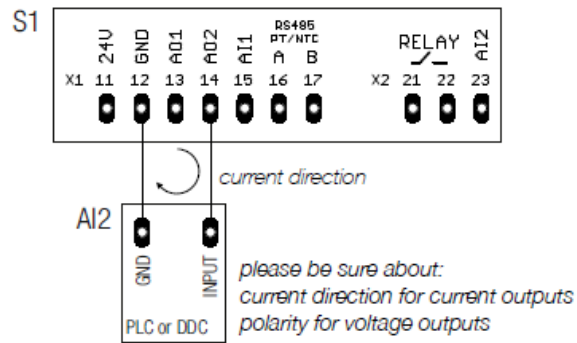 S1
24V GND AO1 AO2 AI1 RS485 PT/NTC A B RELAY AI2
X1 11 12 13 14 15 16 17 X2 21 22 23
current direction
AI2
GND INPUT
PLC or DDC
please be sure about:
current direction for current outputs
polarity for voltage outputs